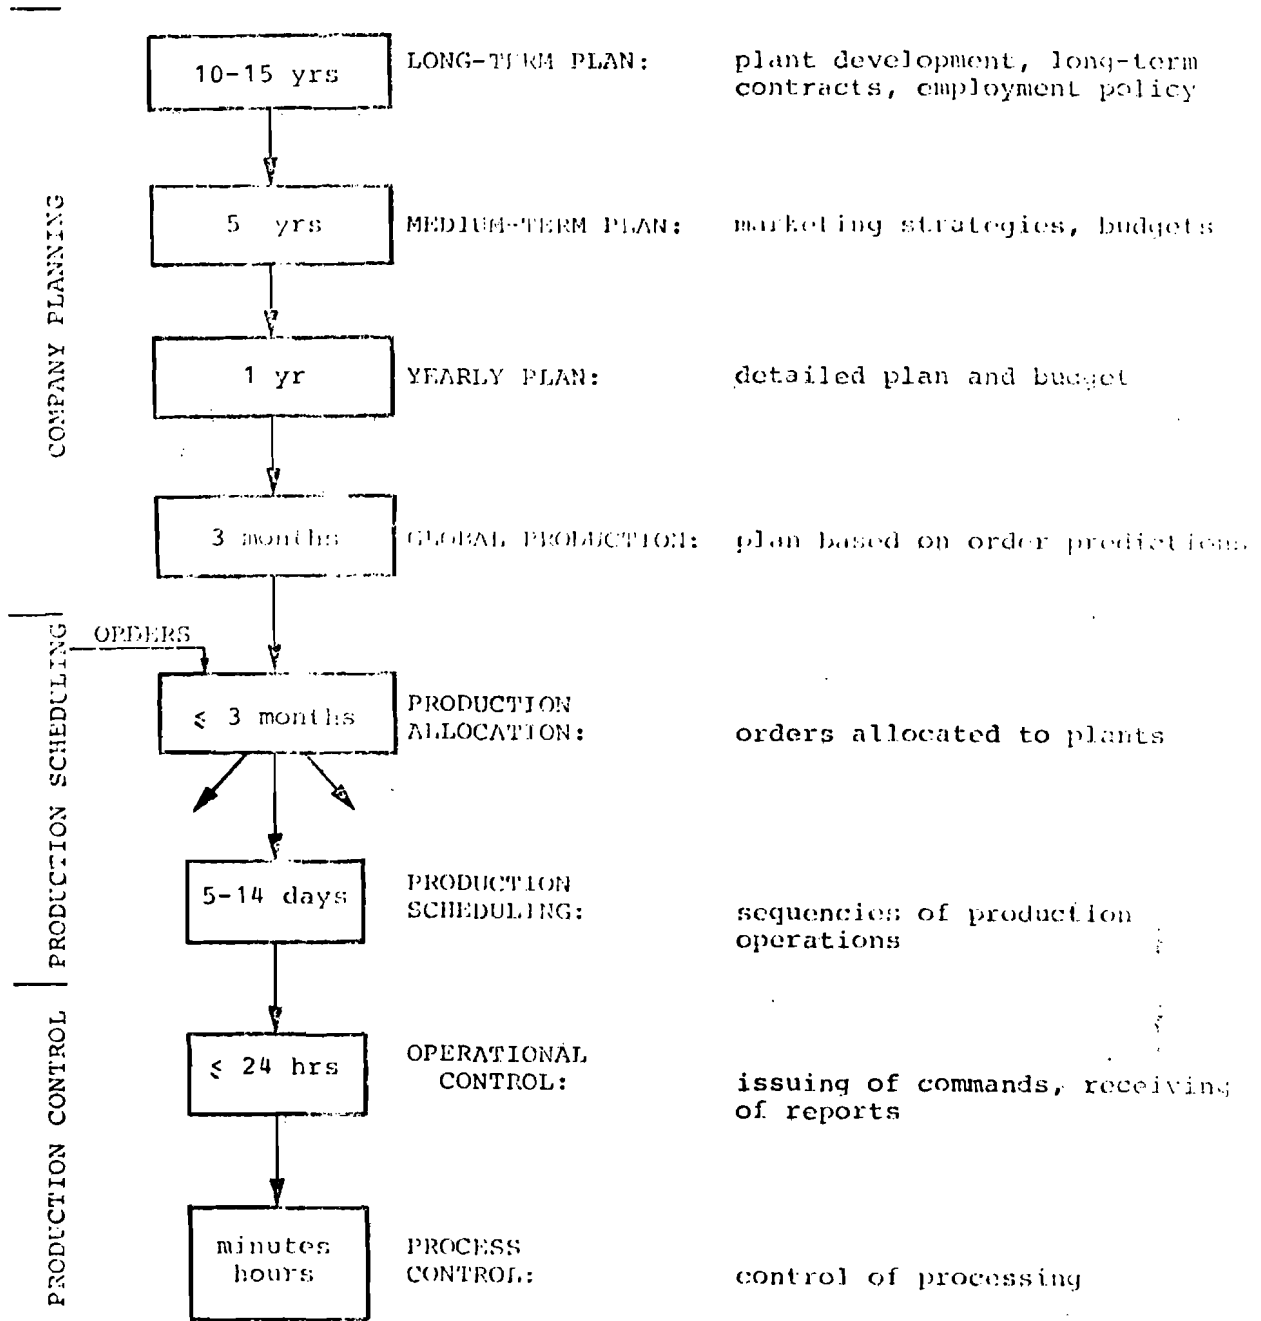 10-15 yrs
LONG-TERM PLAN:
plant development, long-term
contracts, employment policy
COMPANY PLANNING
5 yrs
MEDIUM-TERM PLAN:
marketing strategies, budgets
1 yr
YEARLY PLAN:
detailed plan and budget
3 months
GLOBAL PRODUCTION:
plan based on order predictions
PRODUCTION SCHEDULING
ORDERS
≤ 3 months
PRODUCTION
ALLOCATION:
orders allocated to plants
5-14 days
PRODUCTION
SCHEDULING:
sequencies of production
operations
PRODUCTION CONTROL
≤ 24 hrs
OPERATIONAL
CONTROL:
issuing of commands, receiving
of reports
minutes
hours
PROCESS
CONTROL:
control of processing